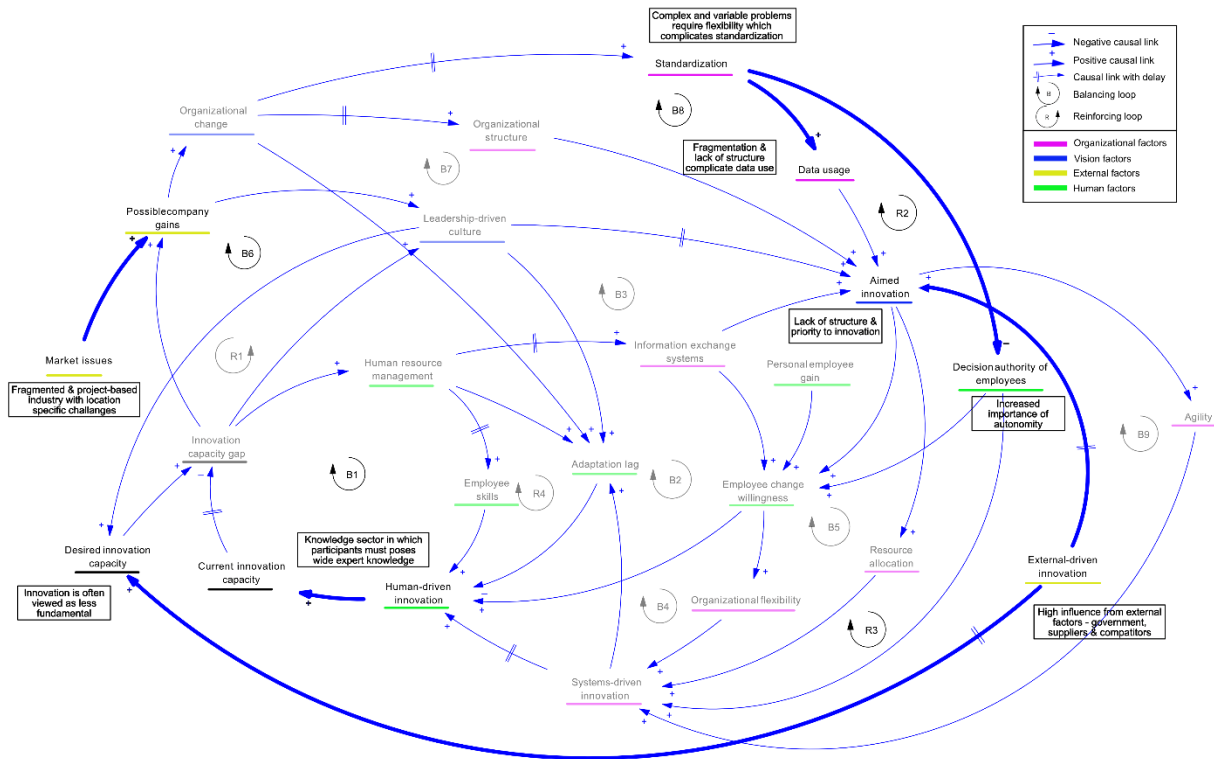 Complex and variable problems
require flexibility which
complicates standardization
Standardization
B8
Organizational
change
Organizational
structure
Fragmentation &
lack of structure
complicate data use
Data usage
B7
R2
Possiblecompany
gains
Leadership-driven
culture
B6
Aimed
innovation
B3
Lack of structure &
priority to innovation
Market issues
Fragmented & project-based
industry with location
specific challanges
R1
Human resource
management
Information exchange
systems
Personal employee
gain
Decision authority of
employees
Increased
importance of
autonomity
Agility
B9
Innovation
capacity gap
B1
Employee
skills
R4
Adaptation lag
B2
Employee change
willingness
B5
Desired innovation
capacity
Innovation is often
viewed as less
fundamental
Current innovation
capacity
Knowledge sector in which
participants must poses
wide expert knowledge
Human-driven
innovation
Resource
allocation
External-driven
innovation
High influence from external
factors - government,
suppliers & compatitors
B4
Organizational flexibility
R3
Systems-driven
innovation
Negative causal link
Positive causal link
Causal link with delay
B
Balancing loop
R
Reinforcing loop
Organizational factors
Vision factors
External factors
Human factors